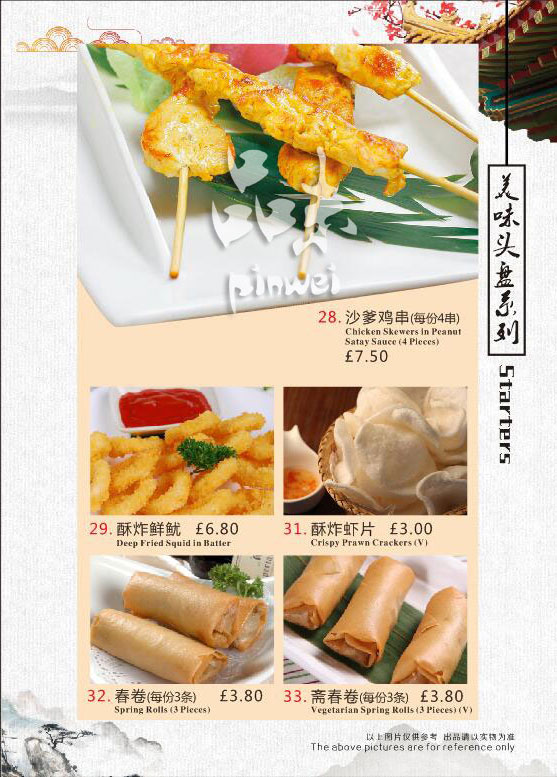 美味头盘系列
Starters
品味
pinwei
28. 沙爹鸡串(每份4串)
Chicken Skewers in Peanut
Satay Sauce (4 Pieces)
£7.50
29. 酥炸鲜鱿 £6.80
Deep Fried Squid in Batter
31. 酥炸虾片 £3.00
Crispy Prawn Crackers (V)
32. 春卷(每份3条) £3.80
Spring Rolls (3 Pieces)
33. 斋春卷(每份3条) £3.80
Vegetarian Spring Rolls (3 Pieces) (V)
以上图片仅供参考 出品请以实物为准
The above pictures are for reference only